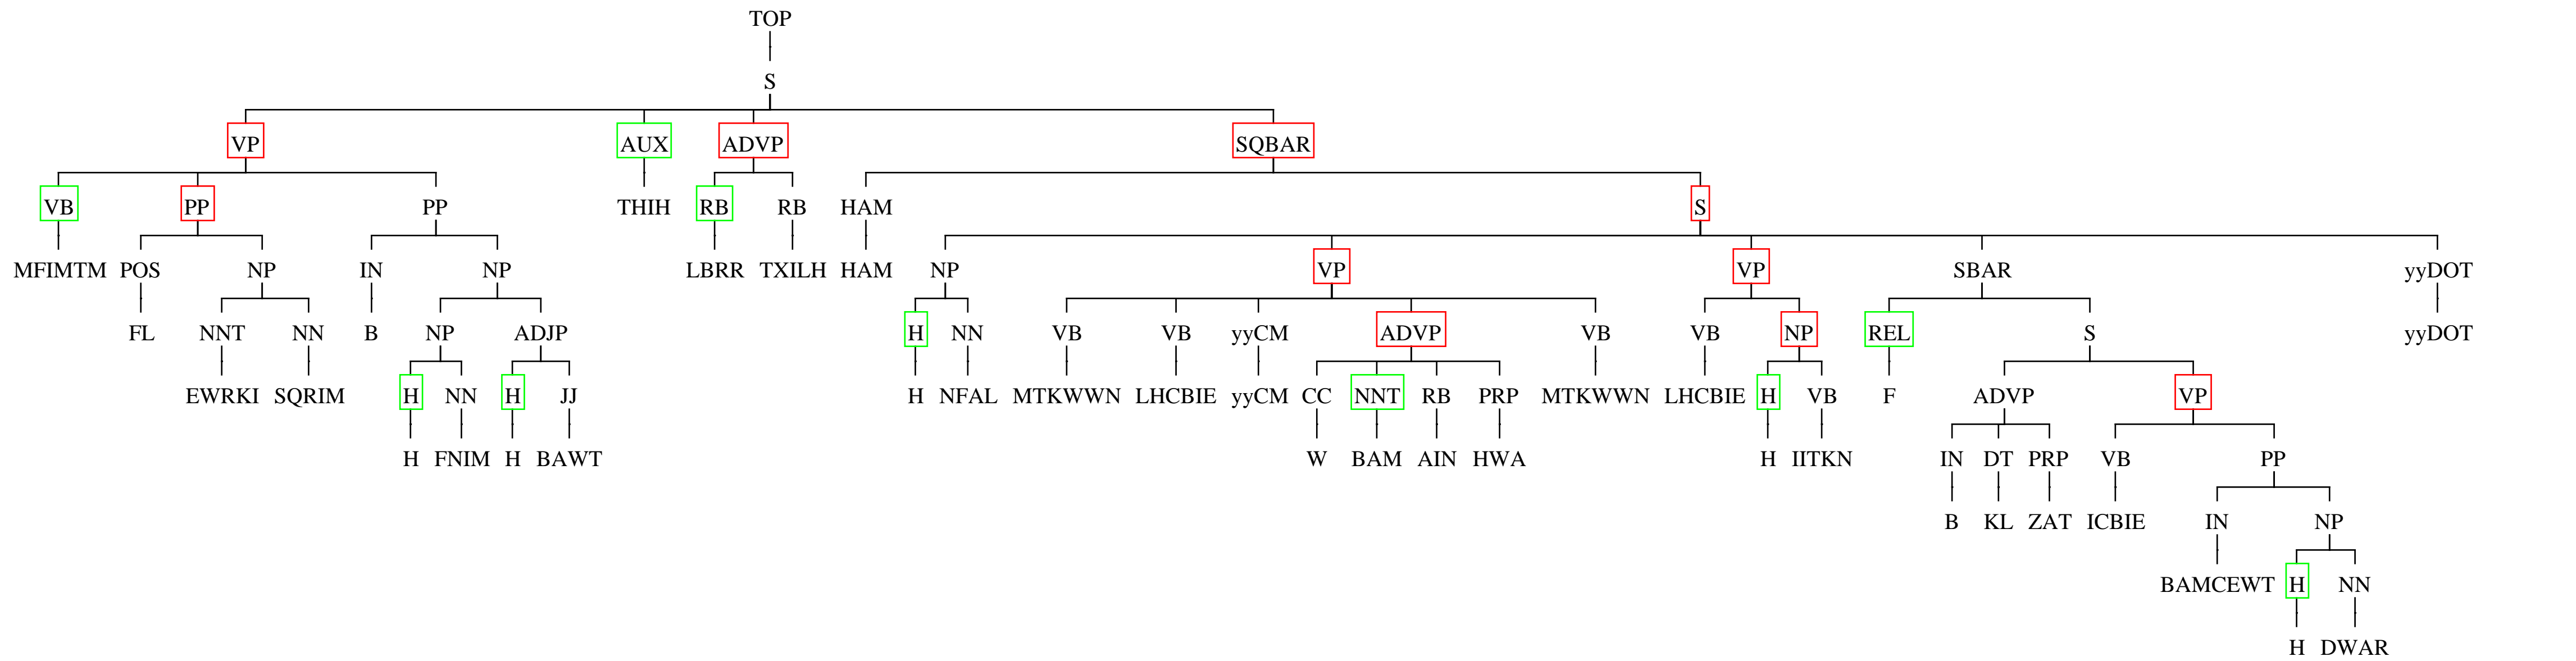 TOP
S
VP AUX ADVP SQBAR
VB PP PP THIH RB RB HAM S
MFIMTM POS NP IN NP LBRR TXILH HAM NP VP VP SBAR yyDOT
FL NNT NN B NP ADJP H NN VB VB yyCM ADVP VB VB NP REL S yyDOT
EWRKI SQRIM H NN H JJ H NFAL MTKWWN LHCBIE yyCM CC NNT RB PRP MTKWWN LHCBIE H VB F ADVP VP
H FNIM H BAWT W BAM AIN HWA H IITKN IN DT PRP VB PP
B KL ZAT ICBIE IN NP
BAMCEWT H NN
H DWAR